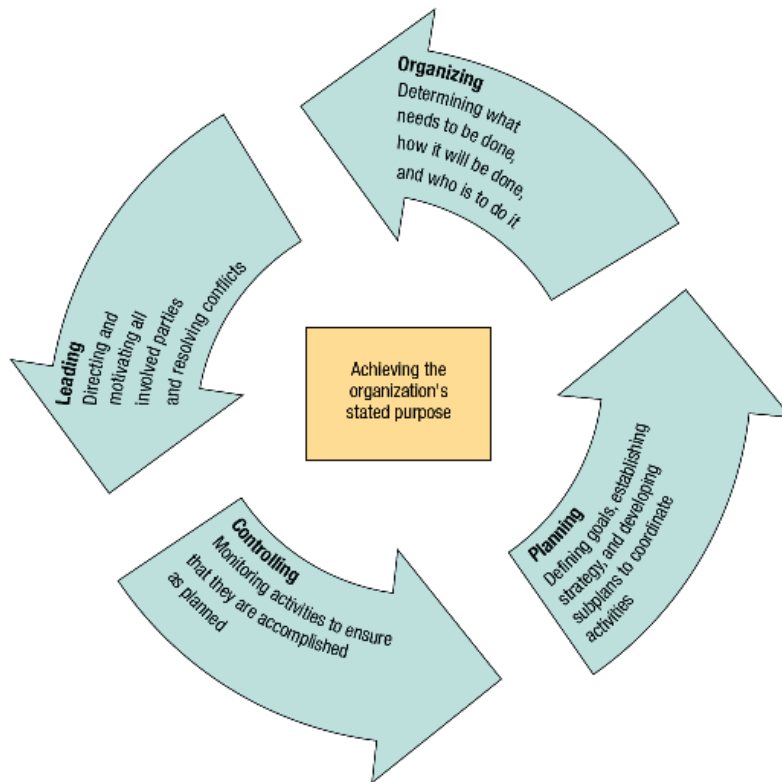 Organizing
Determining what
needs to be done,
how it will be done,
and who is to do it
Leading
Directing and
motivating all
involved parties
and resolving conflicts
Achieving the
organization's
stated purpose
Planning
Defining goals, establishing
strategy, and developing
subplans to coordinate
activities
Controlling
Monitoring activities to ensure
that they are accomplished
as planned